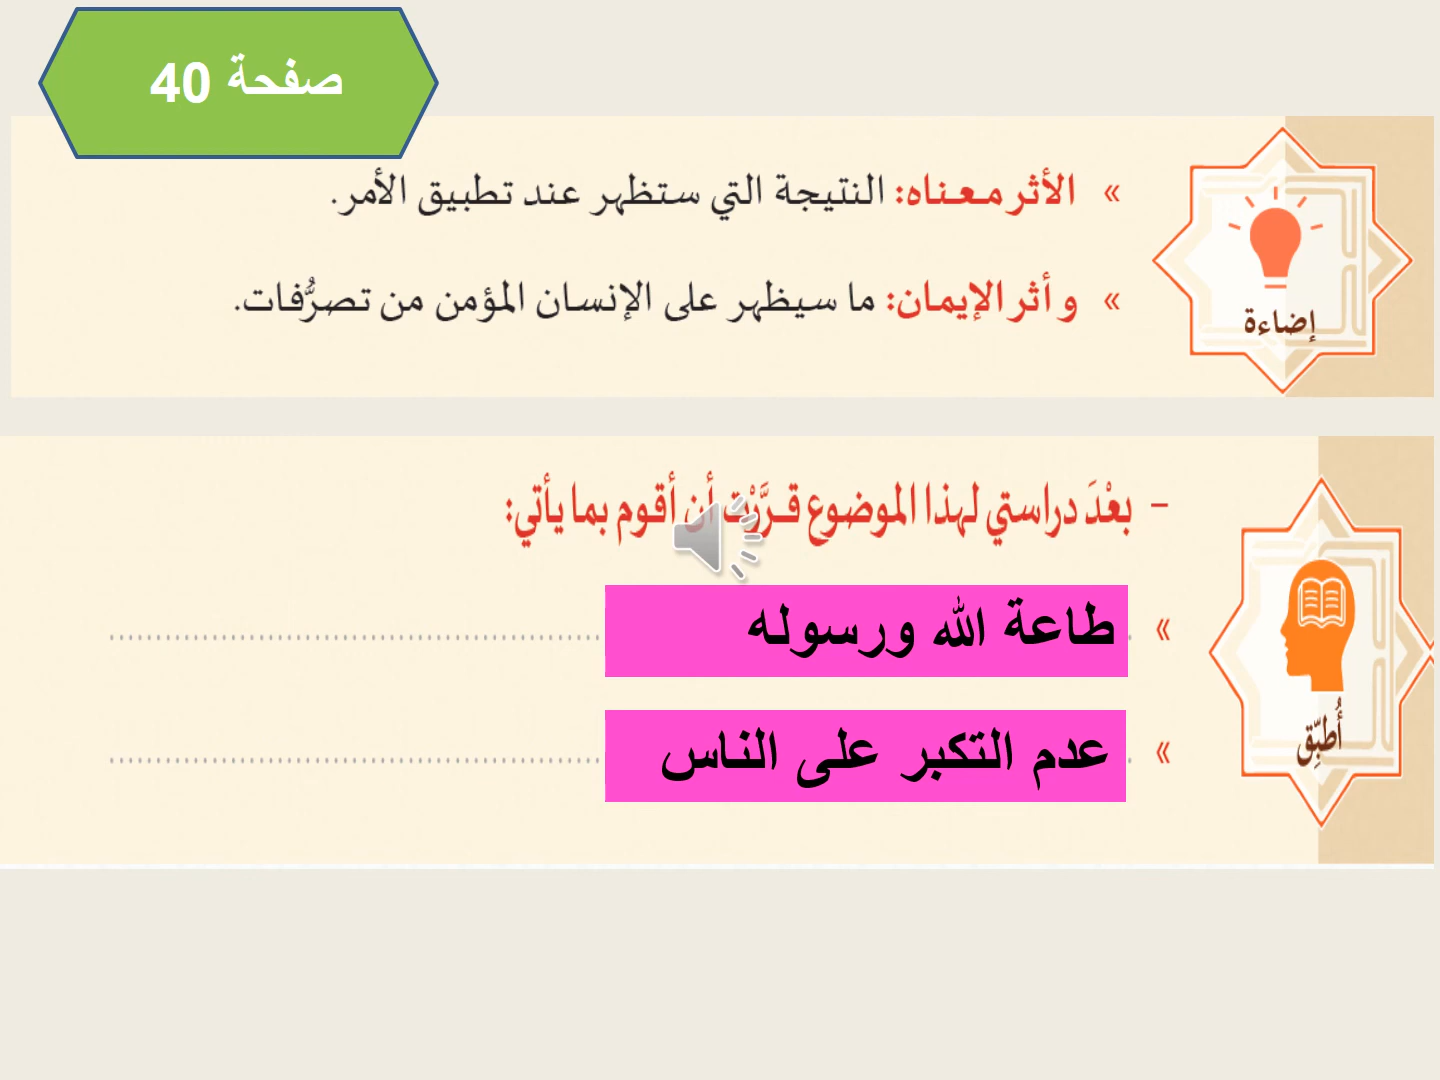 صفحة 40
» الأثر معناه: النتيجة التي ستظهر عند تطبيق الأمر.
» و أثر الإيمان: ما سيظهر على الإنسان المؤمن من تصرُّفات.
إضاءة
- بعْدَ دراستي لهذا الموضوع قرَّرْت أن أقوم بما يأتي:
» طاعة الله ورسوله
» عدم التكبر على الناس
أُطبِّق